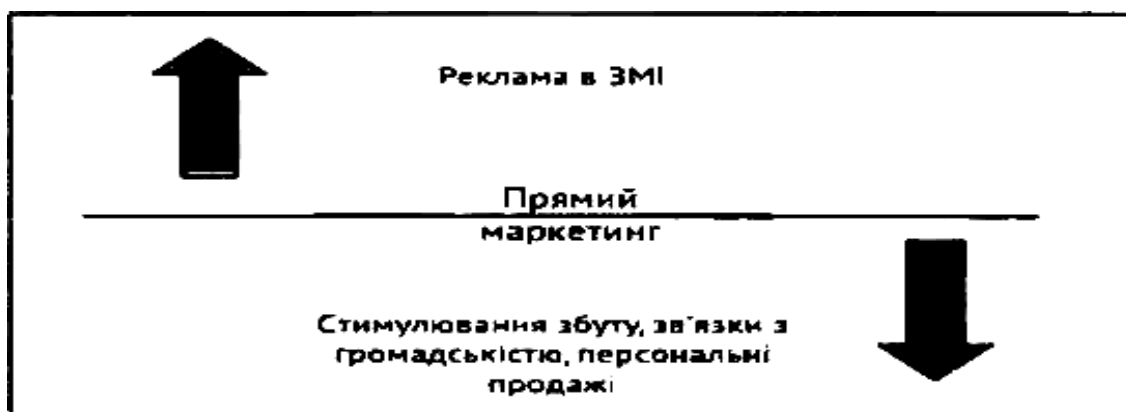 Реклама в ЗМІ
Прямий
маркетинг
Стимулювання збуту, зв'язки з
громадськістю, персональні
продажі